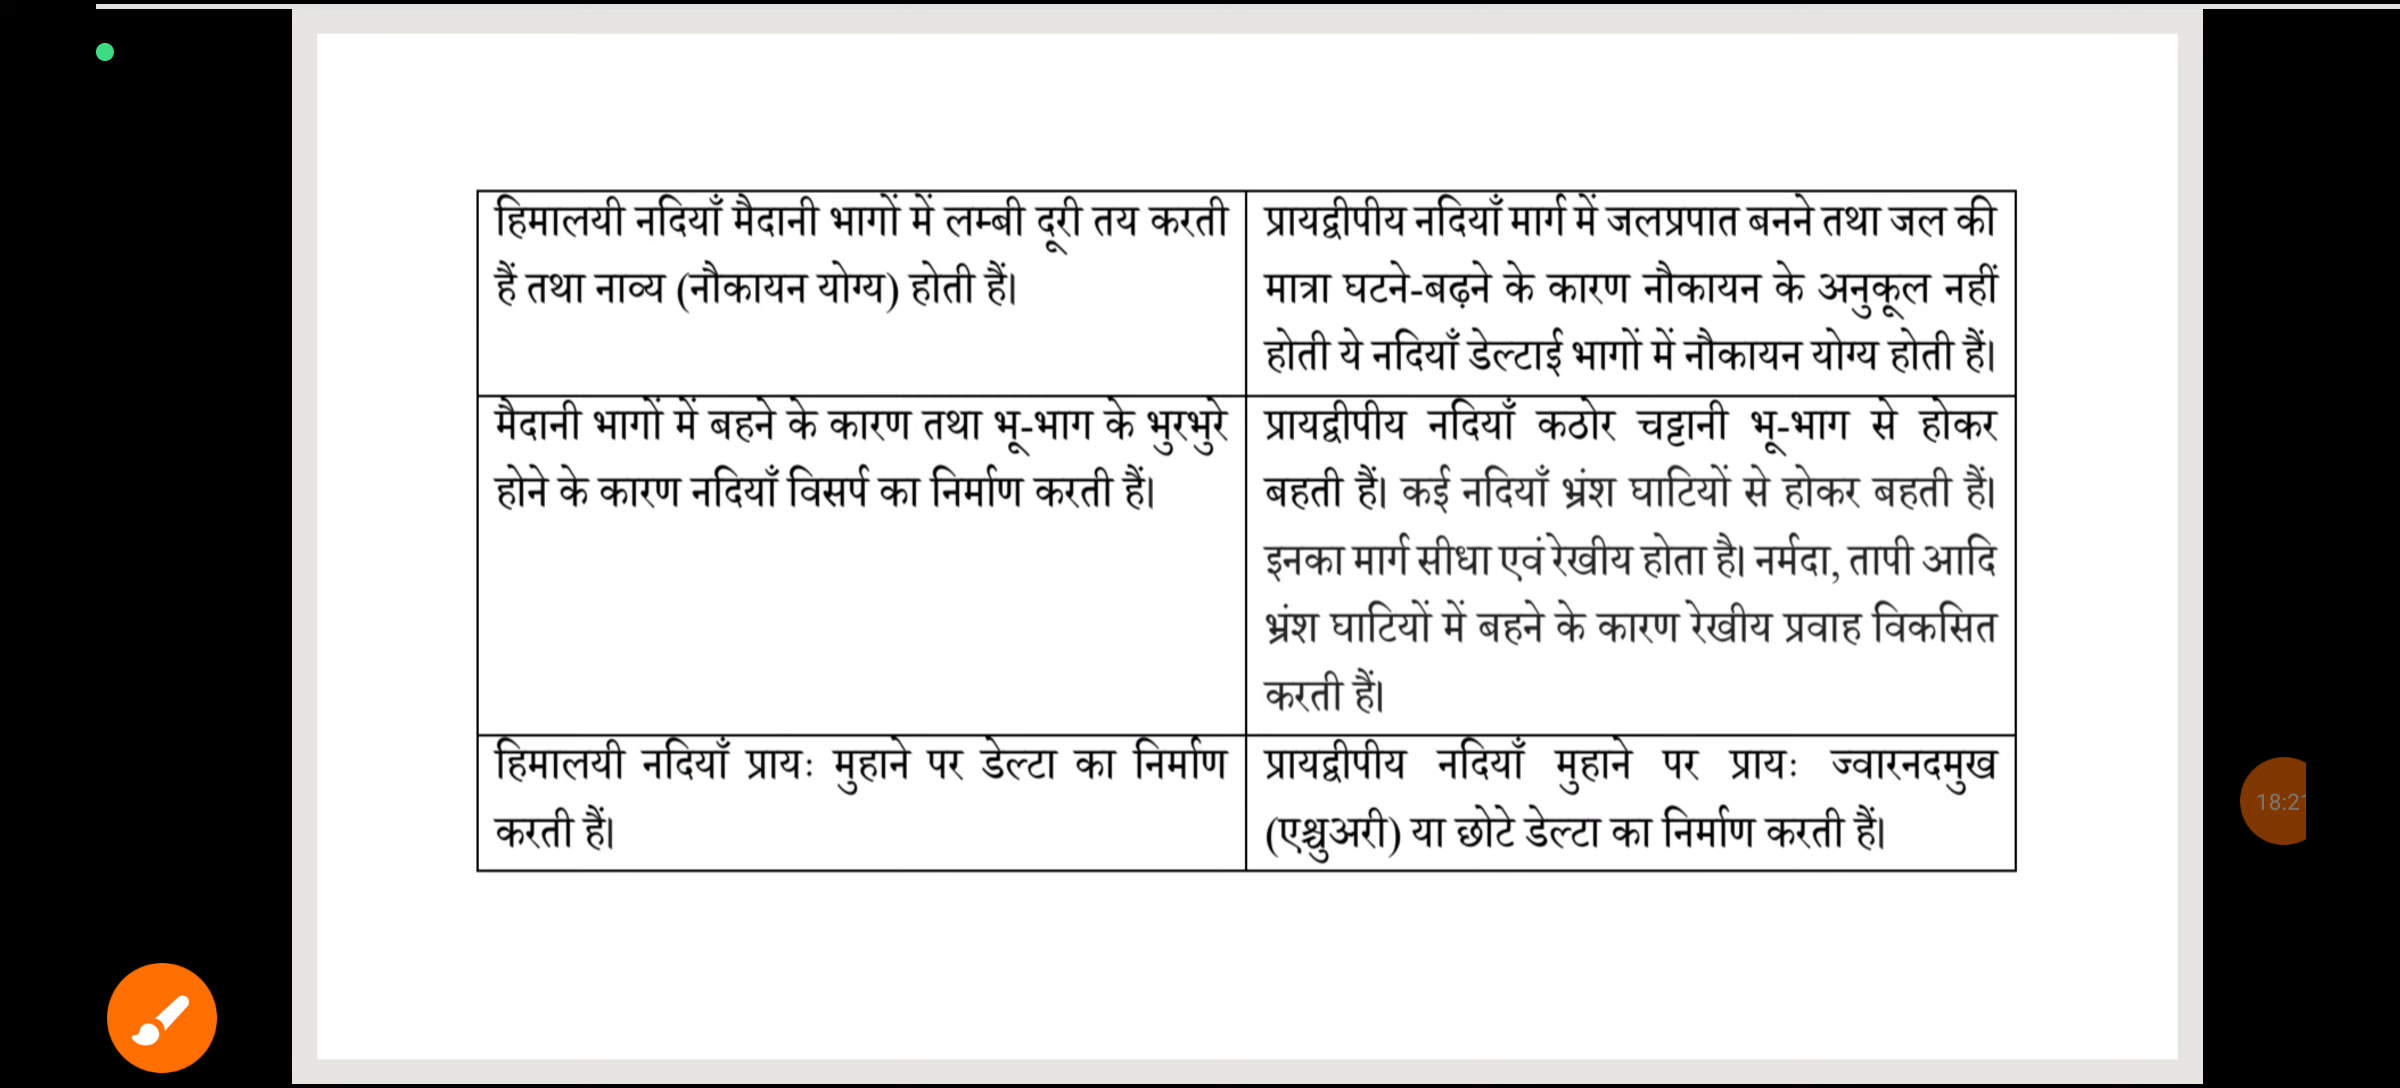 हिमालयी नदियाँ मैदानी भागों में लम्बी दूरी तय करती
हैं तथा नाव्य (नौकायन योग्य) होती हैं।
प्रायद्वीपीय नदियाँ मार्ग में जलप्रपात बनने तथा जल की
मात्रा घटने-बढ़ने के कारण नौकायन के अनुकूल नहीं
होती ये नदियाँ डेल्टाई भागों में नौकायन योग्य होती हैं।
मैदानी भागों में बहने के कारण तथा भू-भाग के भुरभुरे
होने के कारण नदियाँ विसर्प का निर्माण करती हैं।
प्रायद्वीपीय नदियाँ कठोर चट्टानी भू-भाग से होकर
बहती हैं। कई नदियाँ भ्रंश घाटियों से होकर बहती हैं।
इनका मार्ग सीधा एवं रेखीय होता है। नर्मदा, तापी आदि
भ्रंश घाटियों में बहने के कारण रेखीय प्रवाह विकसित
करती हैं।
हिमालयी नदियाँ प्रायः मुहाने पर डेल्टा का निर्माण
करती हैं।
प्रायद्वीपीय नदियाँ मुहाने पर प्रायः ज्वारनदमुख
(एश्चुअरी) या छोटे डेल्टा का निर्माण करती हैं।